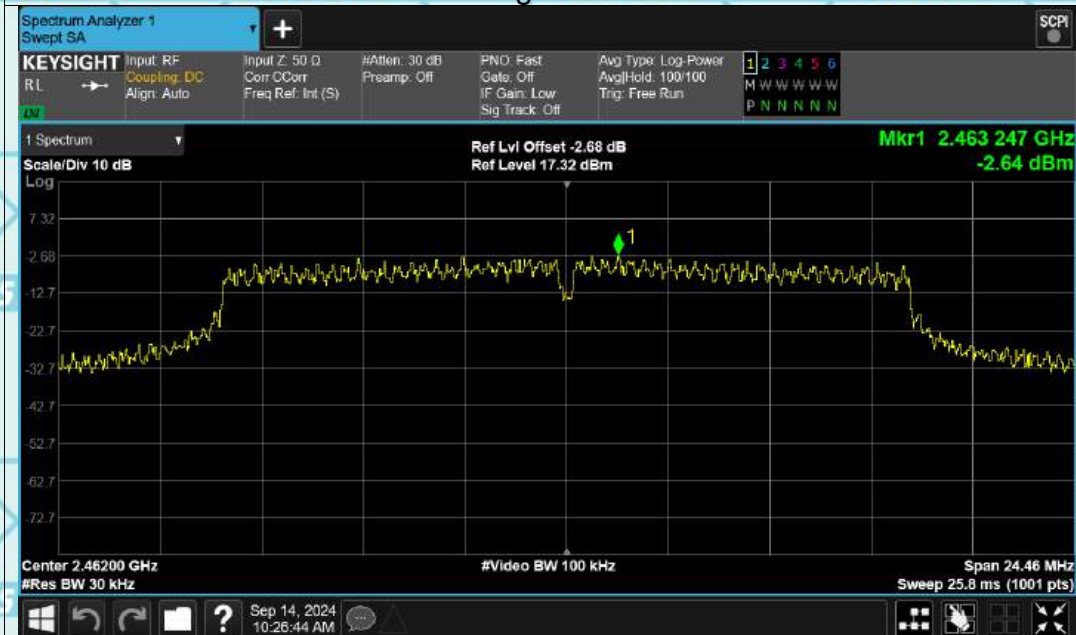 Spectrum Analyzer 1
Swept SA
SCPI
KEYSIGHT
RL
LXI
Input: RF
Coupling: DC
Align: Auto
Input Z: 50 Ω
Corr CCorr
Freq Ref: Int (S)
#Atten: 30 dB
Preamp: Off
PNO: Fast
Gate: Off
IF Gain: Low
Sig Track: Off
Avg Type: Log-Power
Avg|Hold: 100/100
Trig: Free Run
1 2 3 4 5 6
M W W W W W
P N N N N N
1 Spectrum
Scale/Div 10 dB
Log
Ref Lvl Offset -2.68 dB
Ref Level 17.32 dBm
Mkr1 2.463 247 GHz
-2.64 dBm
1
7.32
-2.68
-12.7
-22.7
-32.7
-42.7
-52.7
-62.7
-72.7
Center 2.46200 GHz
#Res BW 30 kHz
#Video BW 100 kHz
Span 24.46 MHz
Sweep 25.8 ms (1001 pts)
?
Sep 14, 2024
10:26:44 AM